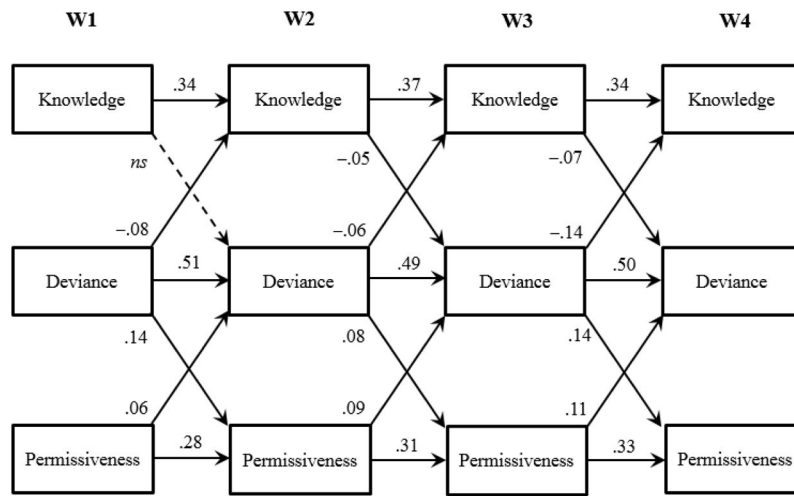 W1 W2 W3 W4
.34 .37 .34
Knowledge Knowledge Knowledge Knowledge
ns –.05 –.07
–.08 –.06 –.14
.51 .49 .50
Deviance Deviance Deviance Deviance
.14 .08 .14
.06 .09 .11
.28 .31 .33
Permissiveness Permissiveness Permissiveness Permissiveness